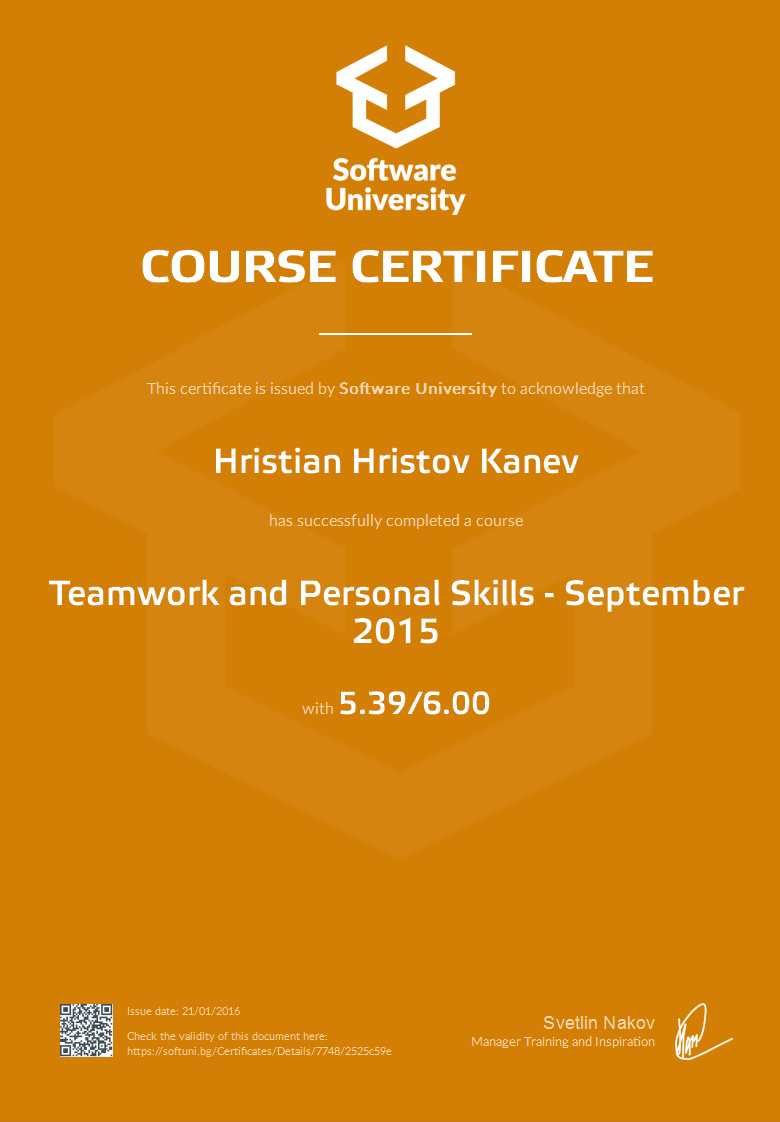 Software
University
COURSE CERTIFICATE
This certificate is issued by Software University to acknowledge that
Hristian Hristov Kanev
has successfully completed a course
Teamwork and Personal Skills - September
2015
with 5.39/6.00
Issue date: 21/01/2016
Check the validity of this document here:
https://softuni.bg/Certificates/Details/7748/2525c59e
Svetlin Nakov
Manager Training and Inspiration